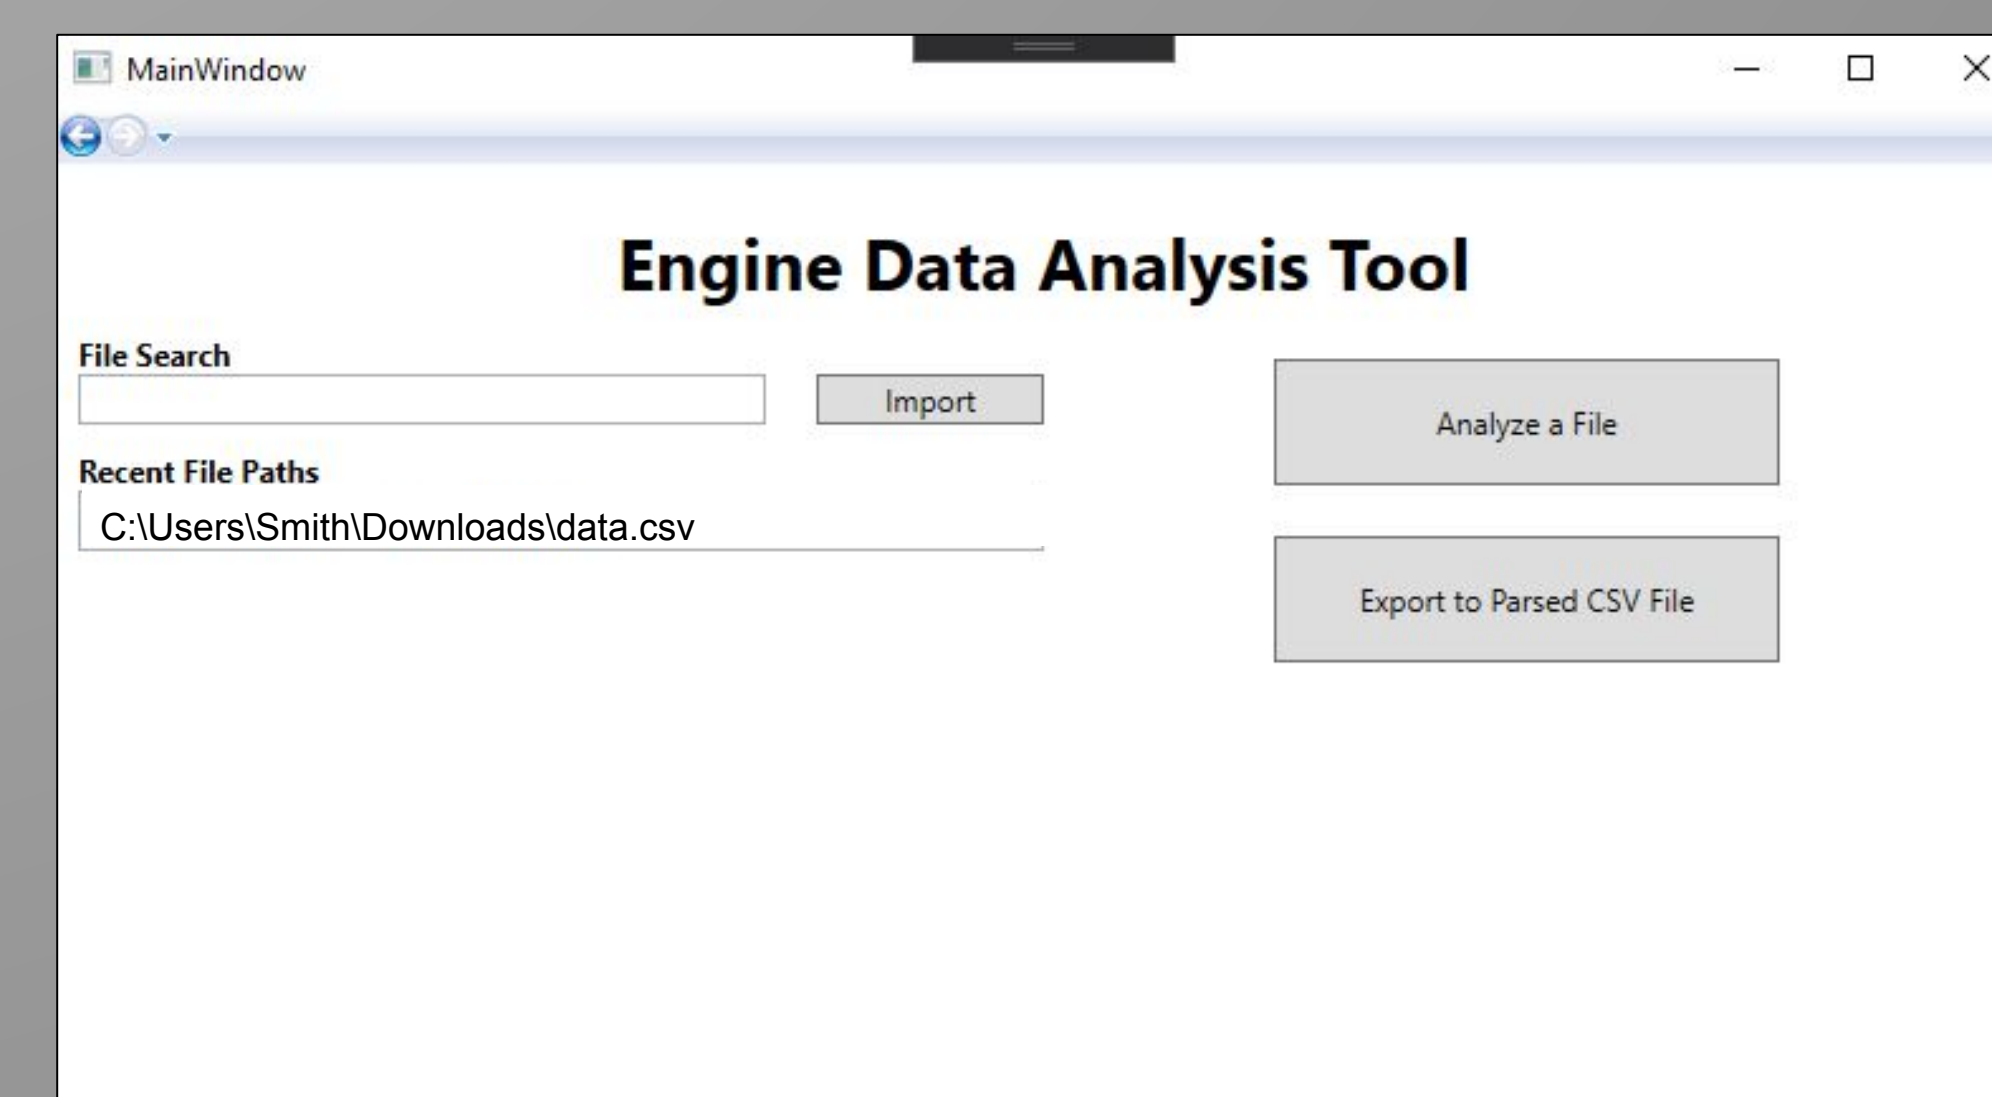 MainWindow
Engine Data Analysis Tool
File Search
Import
Analyze a File
Recent File Paths
C:\Users\Smith\Downloads\data.csv
Export to Parsed CSV File